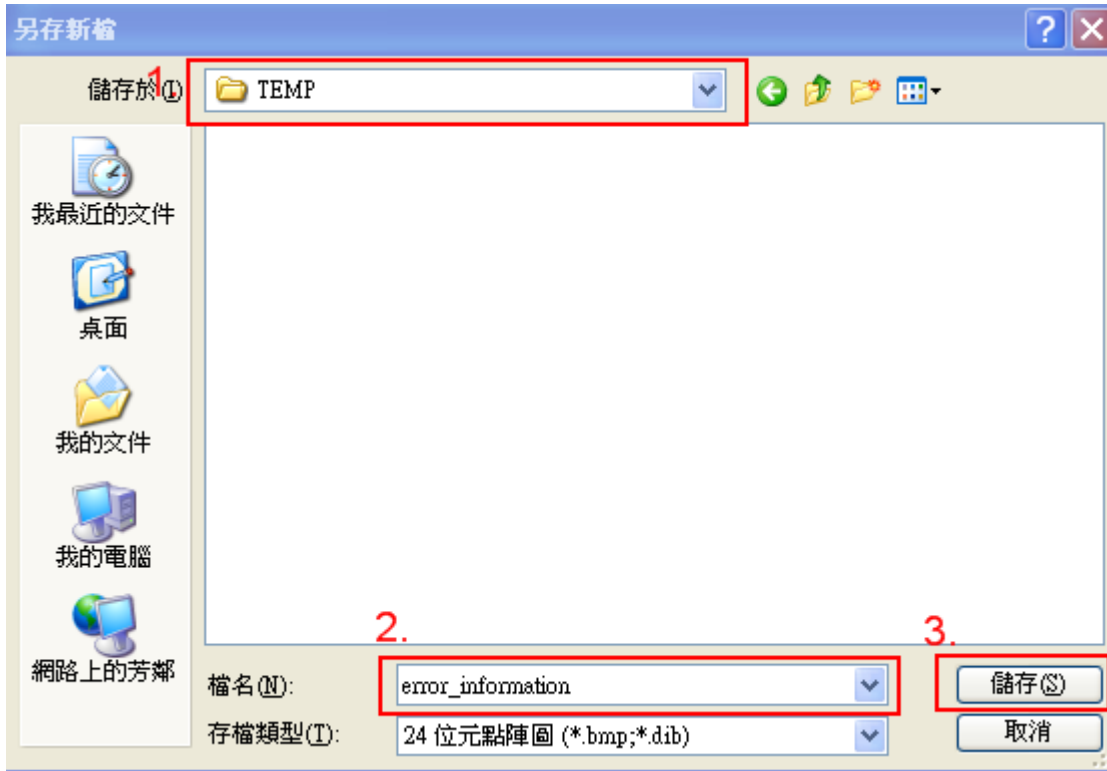 另存新檔
1
儲存於(I)
TEMP
我最近的文件
桌面
我的文件
我的電腦
網路上的芳鄰
2.
檔名(N):
error_information
3.
儲存(S)
存檔類型(T):
24 位元點陣圖 (*.bmp;*.dib)
取消